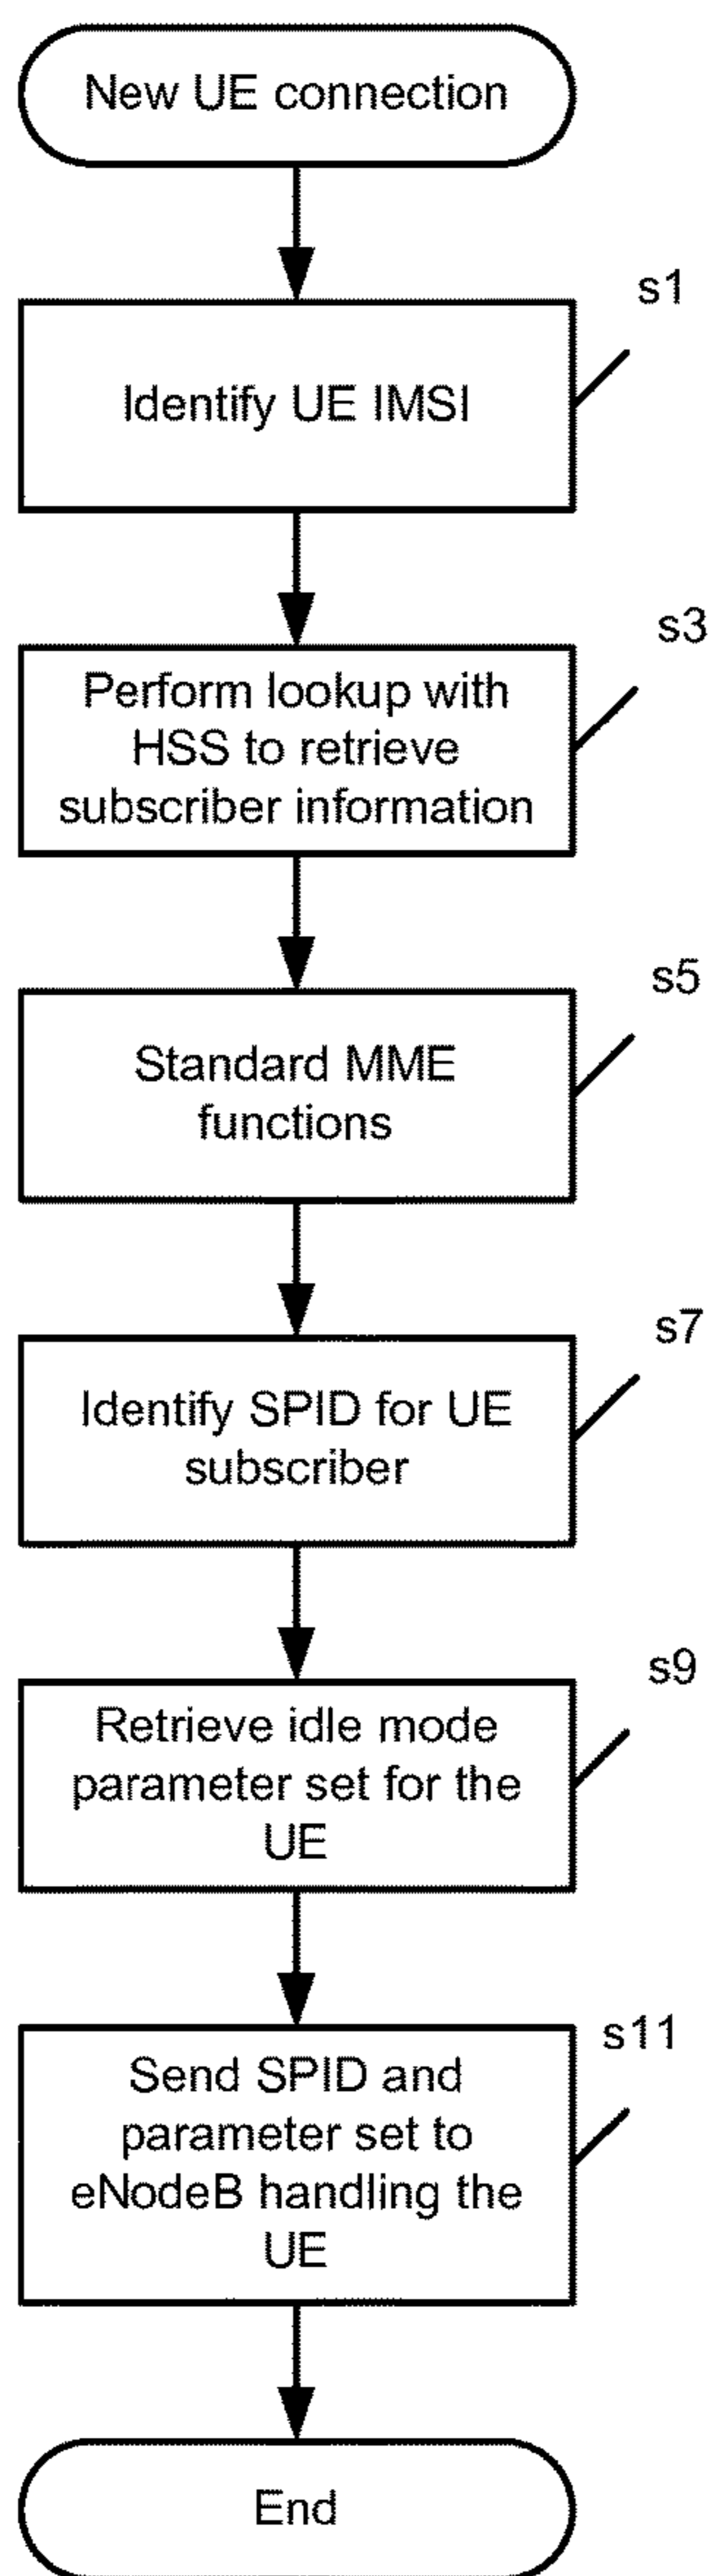 New UE connection
s1
Identify UE IMSI
s3
Perform lookup with
HSS to retrieve
subscriber information
s5
Standard MME
functions
s7
Identify SPID for UE
subscriber
s9
Retrieve idle mode
parameter set for the
UE
s11
Send SPID and
parameter set to
eNodeB handling the
UE
End